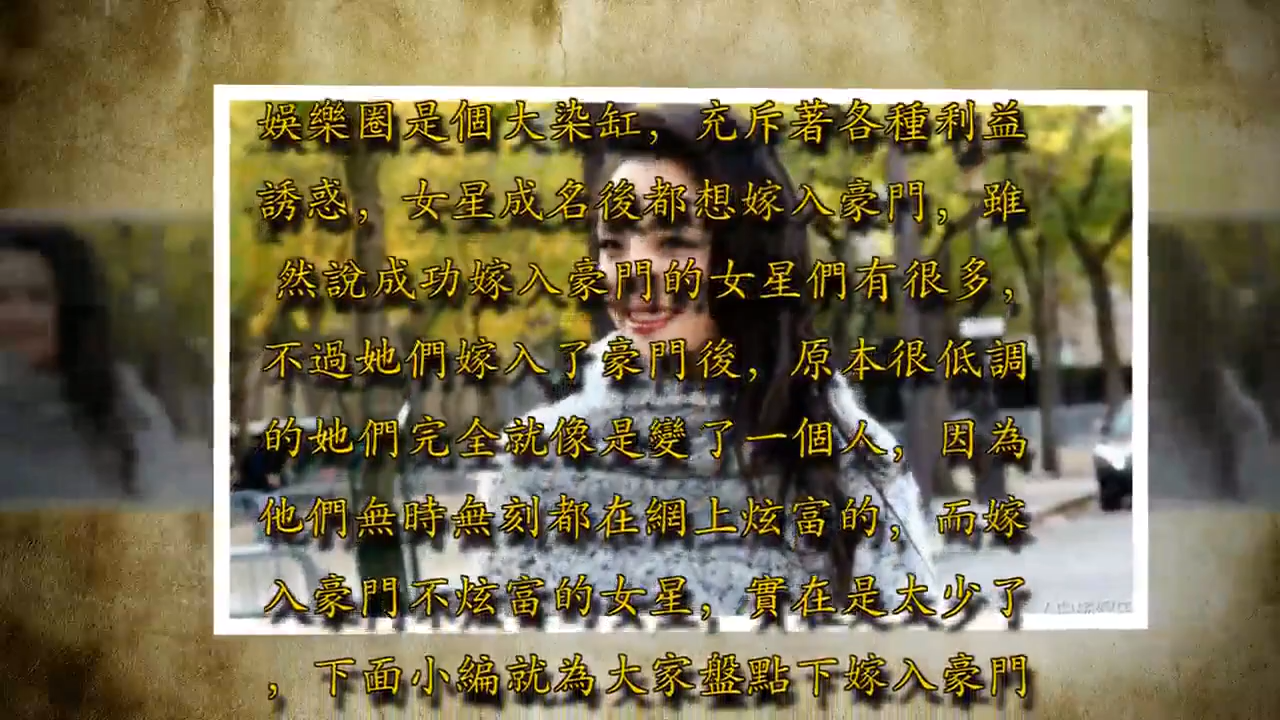 娛樂圈是個大染缸，充斥著各種利益
誘惑，女星成名後都想嫁入豪門，雖
然說成功嫁入豪門的女星們有很多，
不過她們嫁入了豪門後，原本很低調
的她們完全就像是變了一個人，因為
他們無時無刻都在網上炫富的，而嫁
入豪門不炫富的女星，實在是太少了
，下面小編就為大家盤點下嫁入豪門